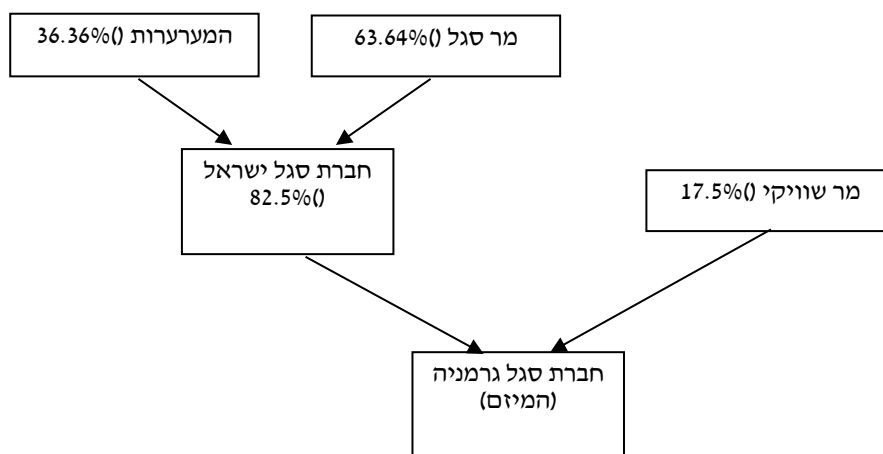 מר סגל ()63.64%
המערערות ()36.36%
חברת סגל ישראל
()82.5%
מר שוויקי ()17.5%
חברת סגל גרמניה
(המיזם)